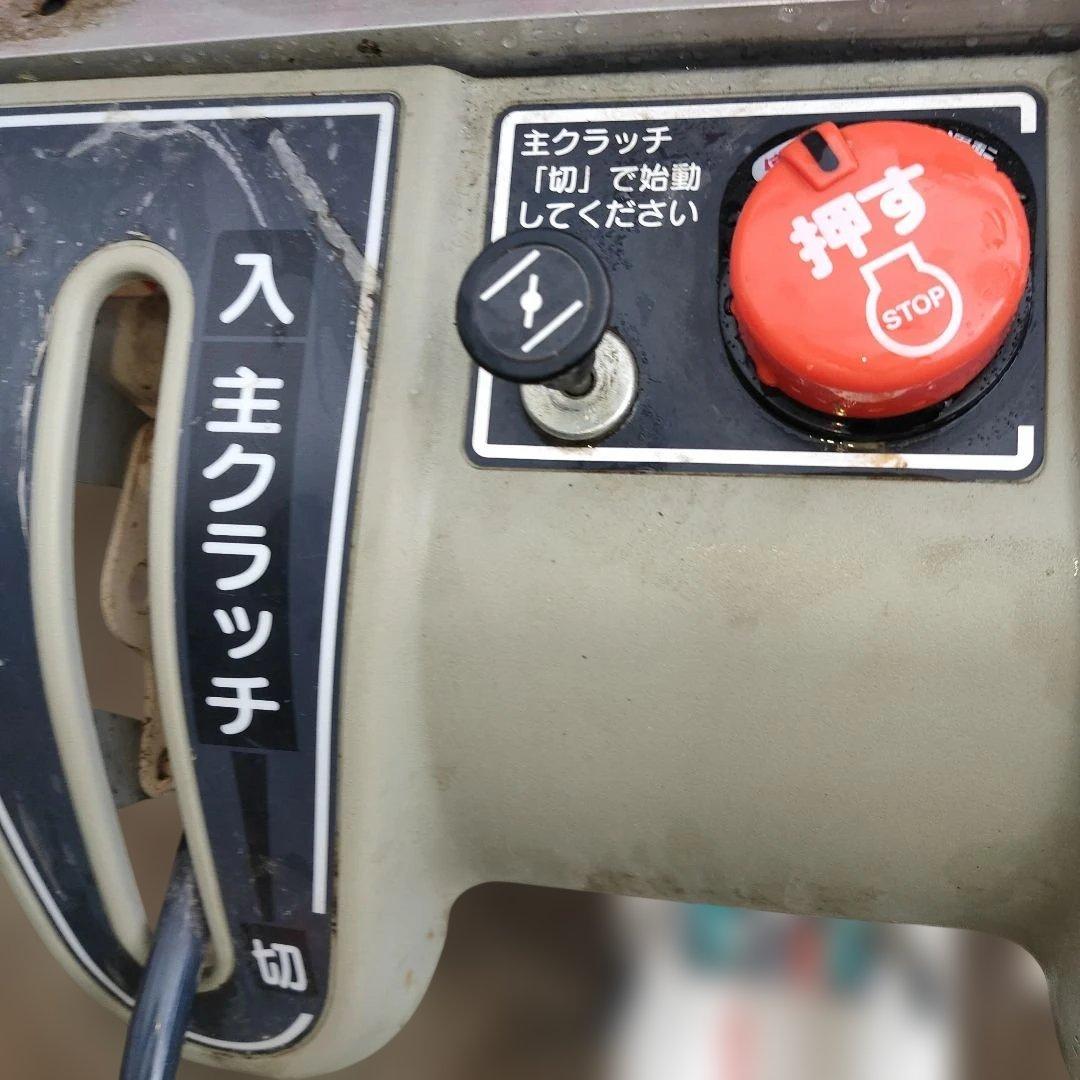 入
主クラッチ
切
主クラッチ
「切」で始動
してください
押す
STOP